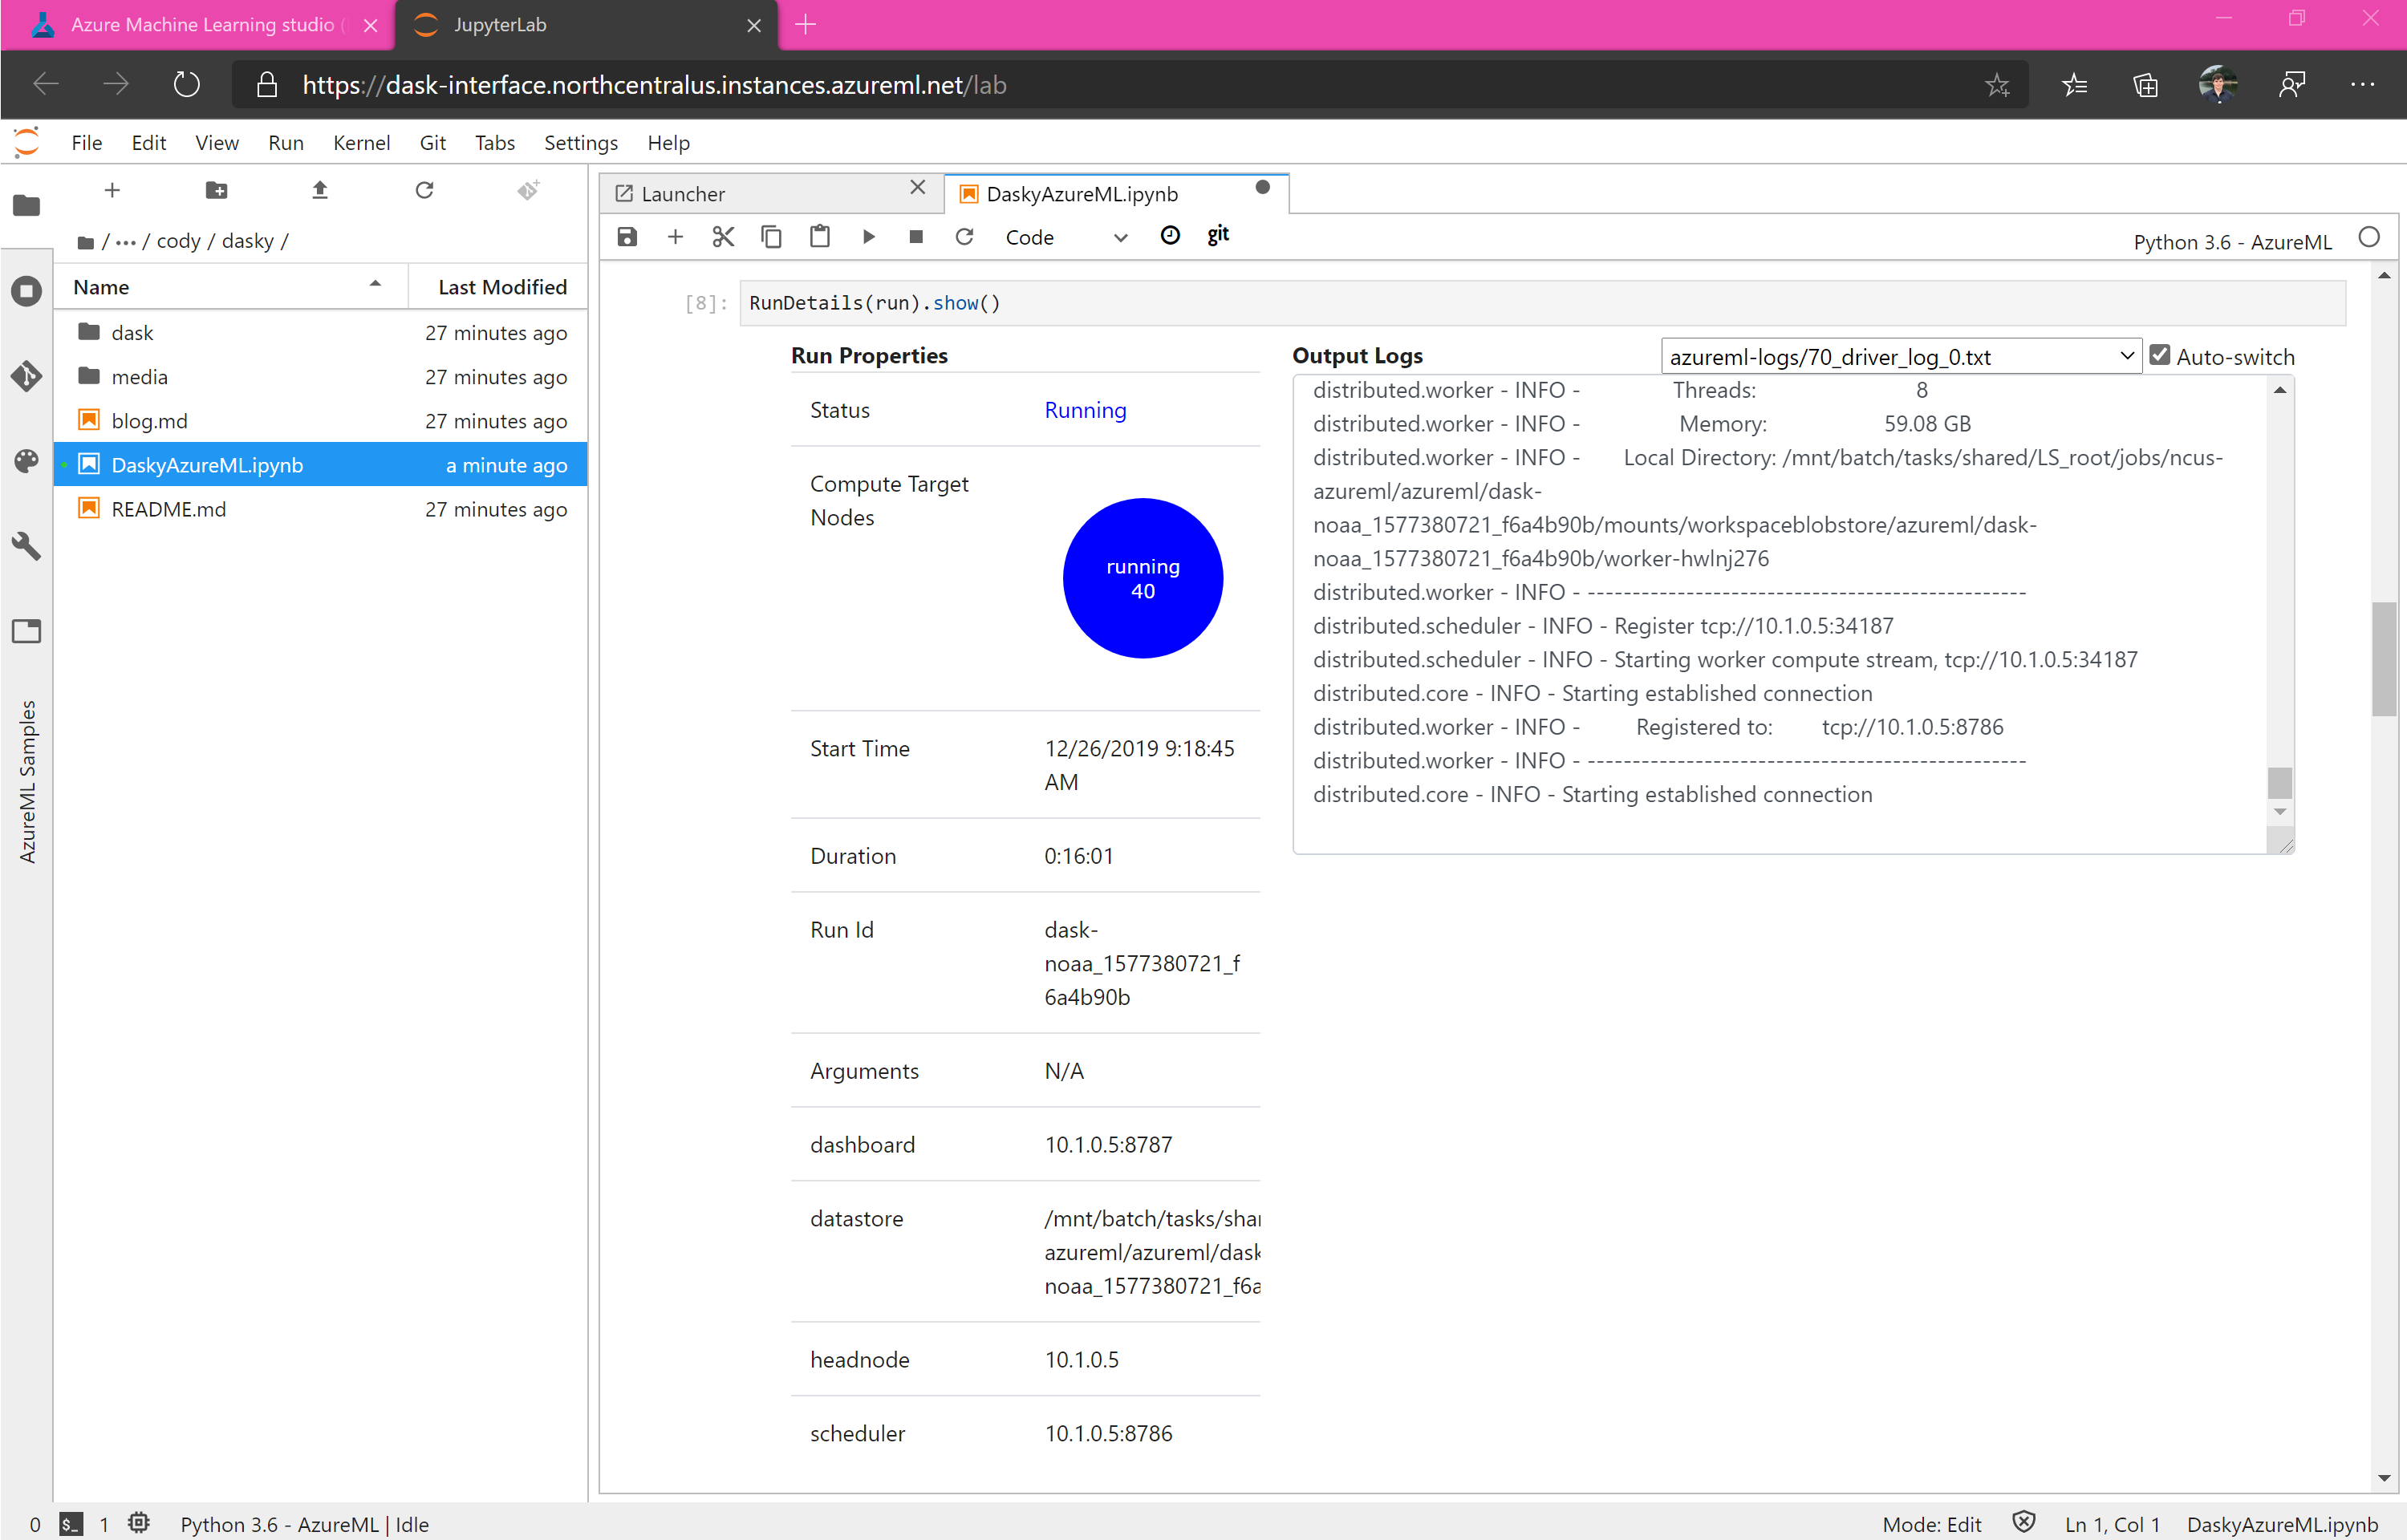 Azure Machine Learning studio (
JupyterLab
https://dask-interface.northcentralus.instances.azureml.net/lab
File Edit View Run Kernel Git Tabs Settings Help
/ ••• / cody / dasky /
Name Last Modified
dask 27 minutes ago
media 27 minutes ago
blog.md 27 minutes ago
DaskyAzureML.ipynb a minute ago
README.md 27 minutes ago
AzureML Samples
Launcher
DaskyAzureML.ipynb
Code
git
Python 3.6 - AzureML
[8]: RunDetails(run).show()
Run Properties
Status Running
Compute Target
Nodes
running
40
Start Time 12/26/2019 9:18:45
AM
Duration 0:16:01
Run Id dask-
noaa_1577380721_f
6a4b90b
Arguments N/A
dashboard 10.1.0.5:8787
datastore /mnt/batch/tasks/shar
azureml/azureml/dask
noaa_1577380721_f6a
headnode 10.1.0.5
scheduler 10.1.0.5:8786
Output Logs
azureml-logs/70_driver_log_0.txt
Auto-switch
distributed.worker - INFO - Threads: 8
distributed.worker - INFO - Memory: 59.08 GB
distributed.worker - INFO - Local Directory: /mnt/batch/tasks/shared/LS_root/jobs/ncus-
azureml/azureml/dask-
noaa_1577380721_f6a4b90b/mounts/workspaceblobstore/azureml/dask-
noaa_1577380721_f6a4b90b/worker-hwlnj276
distributed.worker - INFO - -------------------------------------------------
distributed.scheduler - INFO - Register tcp://10.1.0.5:34187
distributed.scheduler - INFO - Starting worker compute stream, tcp://10.1.0.5:34187
distributed.core - INFO - Starting established connection
distributed.worker - INFO - Registered to: tcp://10.1.0.5:8786
distributed.worker - INFO - -------------------------------------------------
distributed.core - INFO - Starting established connection
0 $_ 1 Python 3.6 - AzureML | Idle
Mode: Edit Ln 1, Col 1 DaskyAzureML.ipynb